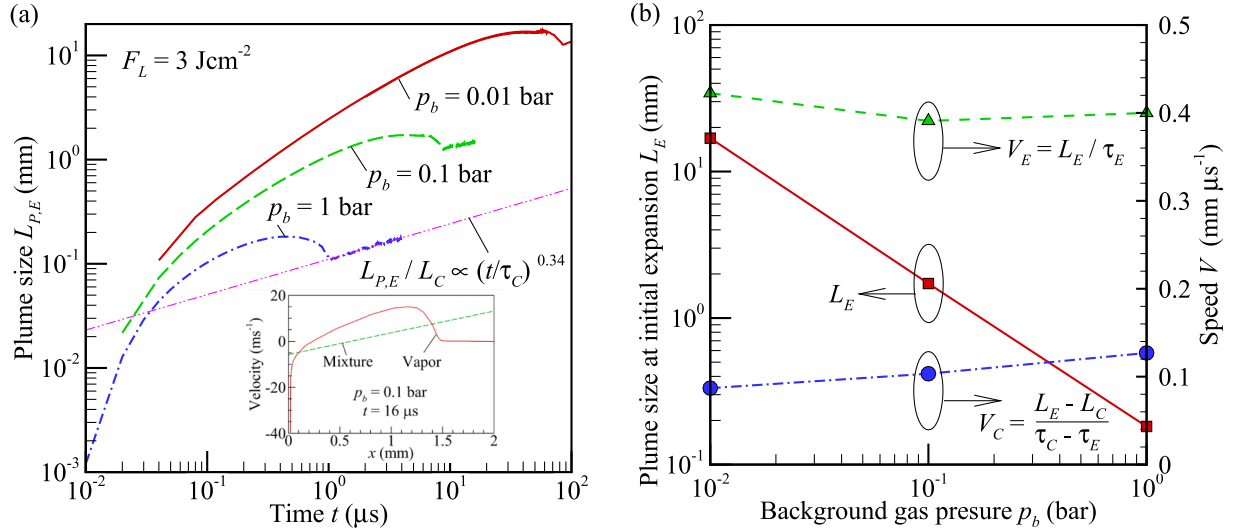 (a)
Plume size L_{P,E} (mm)
10^1
10^0
10^{-1}
10^{-2}
10^{-3}
F_L = 3 Jcm^{-2}
p_b = 0.01 bar
p_b = 0.1 bar
p_b = 1 bar
L_{P,E} / L_C ∝ (t/τ_C)^{0.34}
Velocity (ms^{-1})
20
0
-20
-40
Mixture
Vapor
p_b = 0.1 bar
t = 16 μs
0
0.5
1
1.5
2
x (mm)
10^{-2}
10^{-1}
10^0
10^1
10^2
Time t (μs)
(b)
Plume size at initial expansion L_E (mm)
10^2
10^1
10^0
10^{-1}
V_E = L_E / τ_E
L_E
V_C = \frac{L_E - L_C}{τ_C - τ_E}
0.5
0.4
0.3
0.2
0.1
0
Speed V (mm μs^{-1})
10^{-2}
10^{-1}
10^0
Background gas presure p_b (bar)